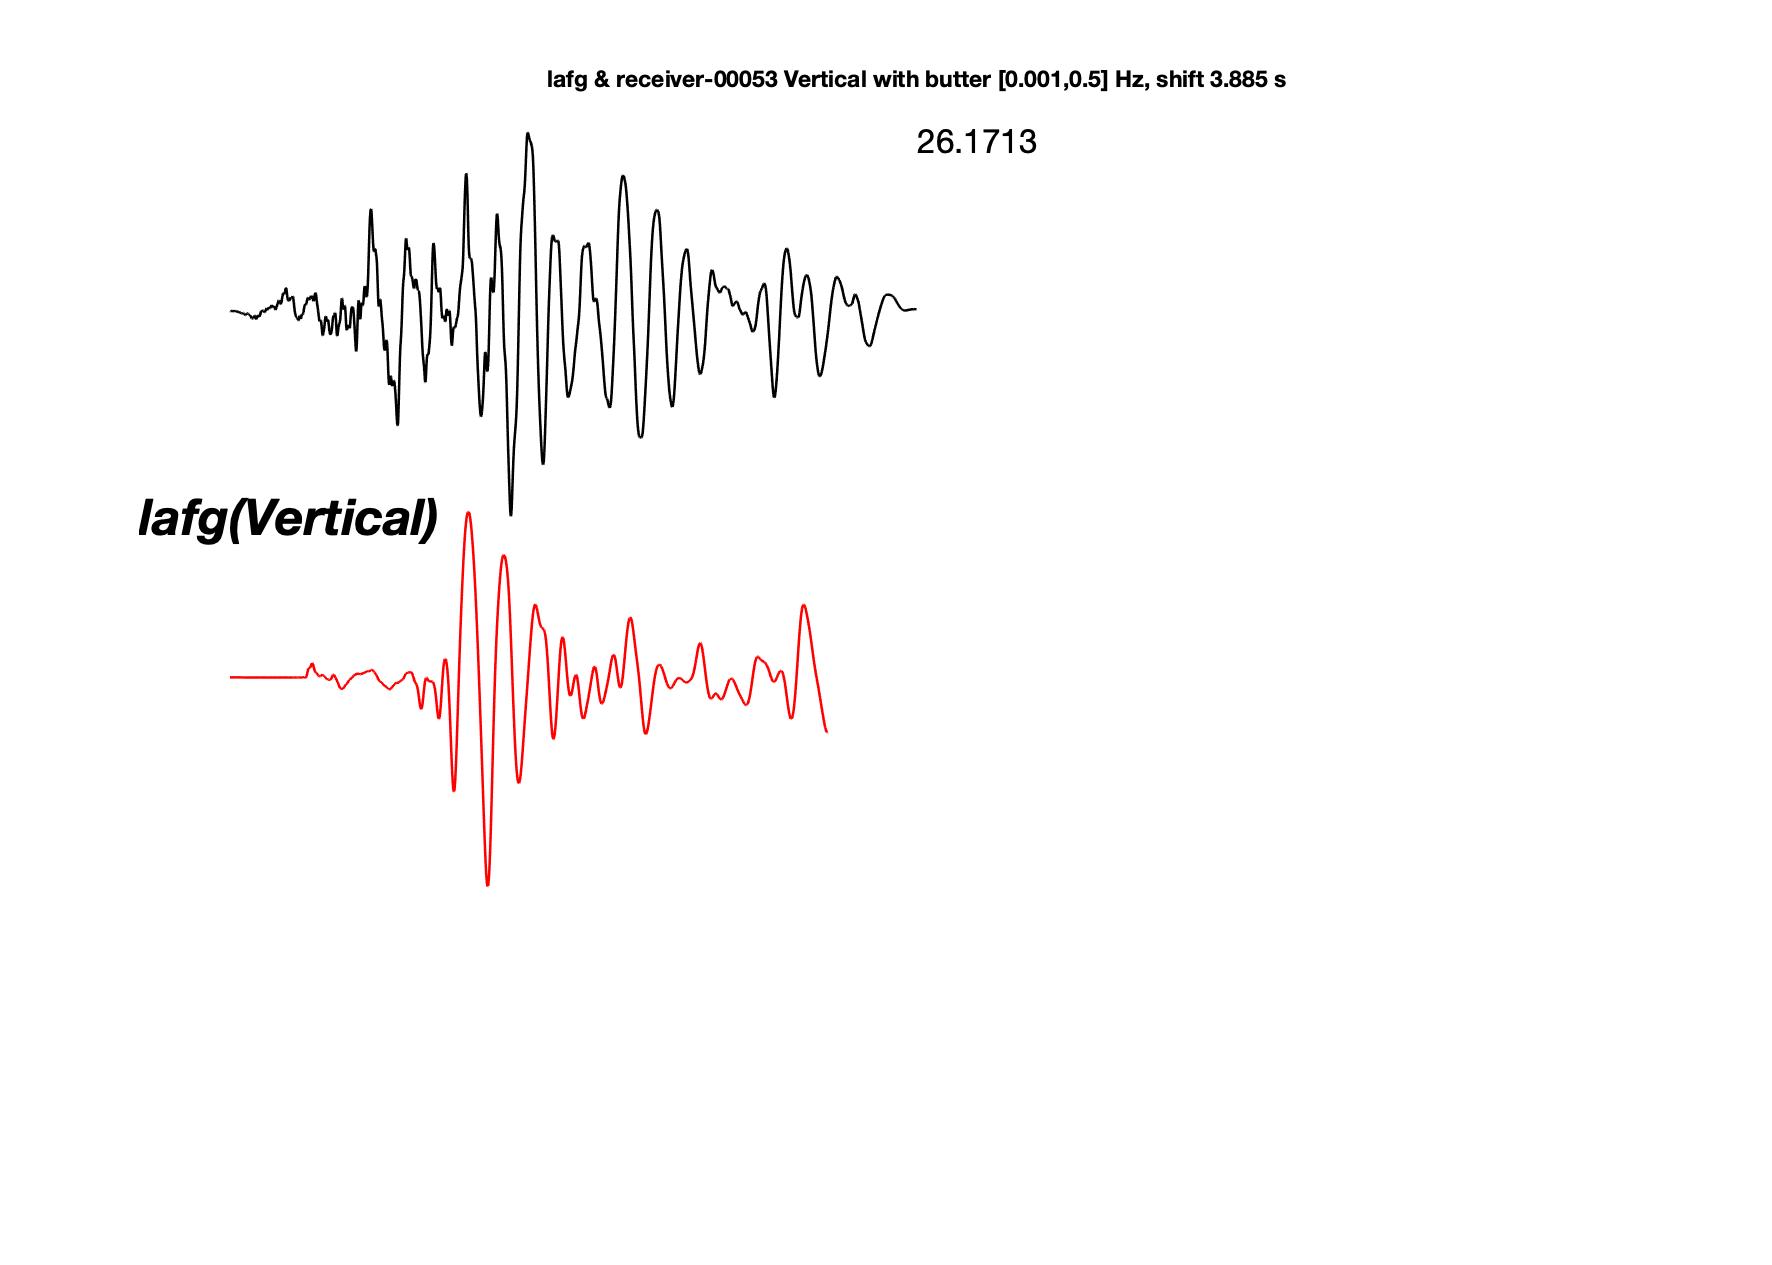 lafg & receiver-00053 Vertical with butter [0.001,0.5] Hz, shift 3.885 s
26.1713
lafg(Vertical)